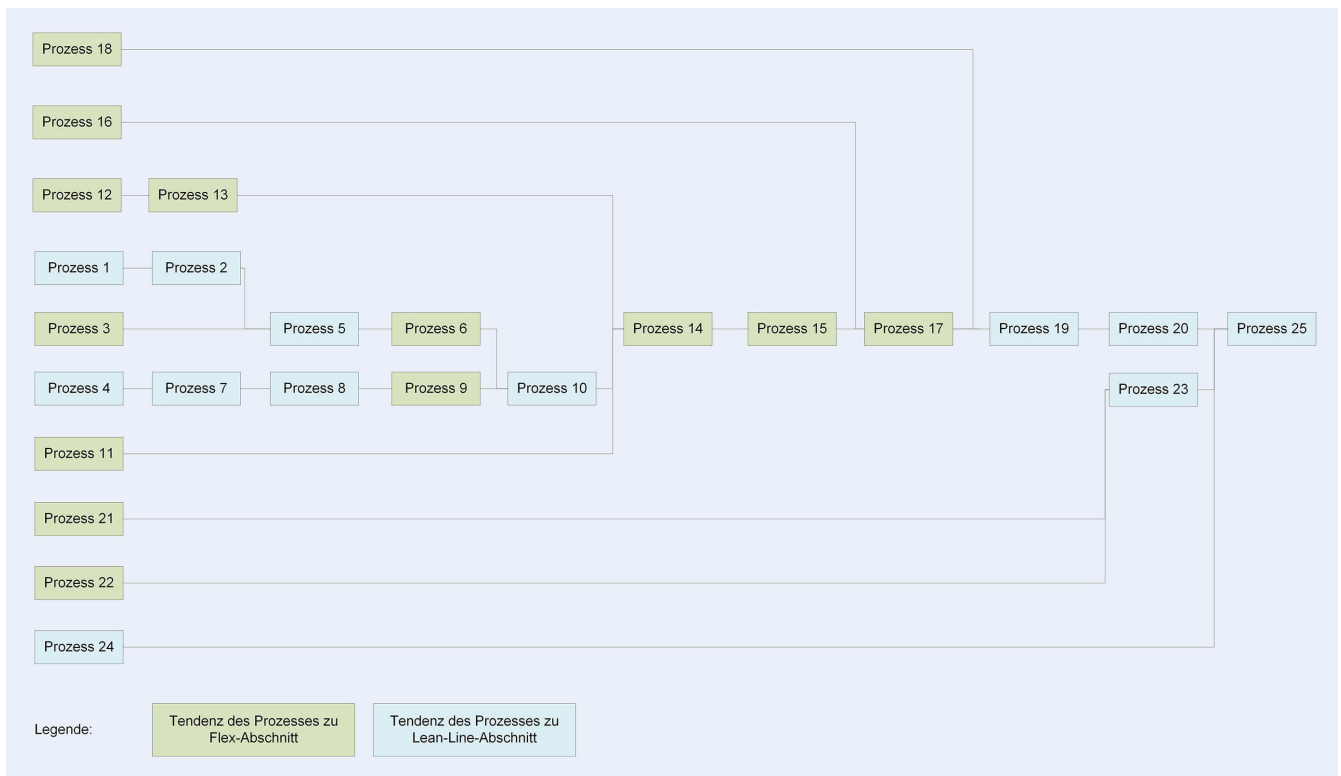 Prozess 18
Prozess 16
Prozess 12
Prozess 13
Prozess 1
Prozess 2
Prozess 3
Prozess 5
Prozess 6
Prozess 14
Prozess 15
Prozess 17
Prozess 19
Prozess 20
Prozess 25
Prozess 4
Prozess 7
Prozess 8
Prozess 9
Prozess 10
Prozess 23
Prozess 11
Prozess 21
Prozess 22
Prozess 24
Legende:
Tendenz des Prozesses zu
Flex-Abschnitt
Tendenz des Prozesses zu
Lean-Line-Abschnitt